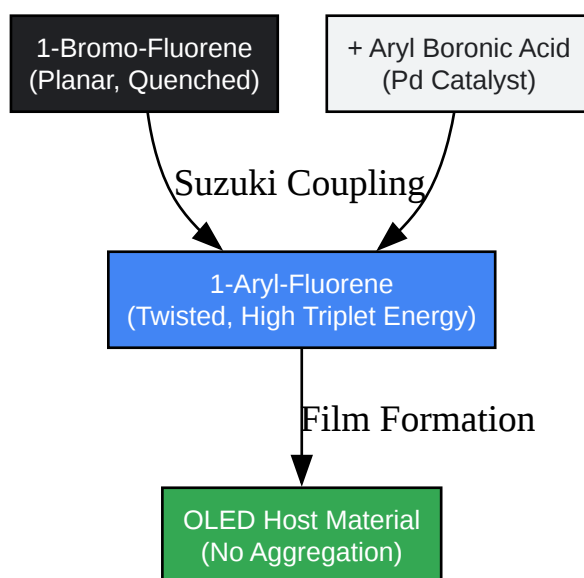 1-Bromo-Fluorene
(Planar, Quenched)
+ Aryl Boronic Acid
(Pd Catalyst)
Suzuki Coupling
1-Aryl-Fluorene
(Twisted, High Triplet Energy)
Film Formation
OLED Host Material
(No Aggregation)